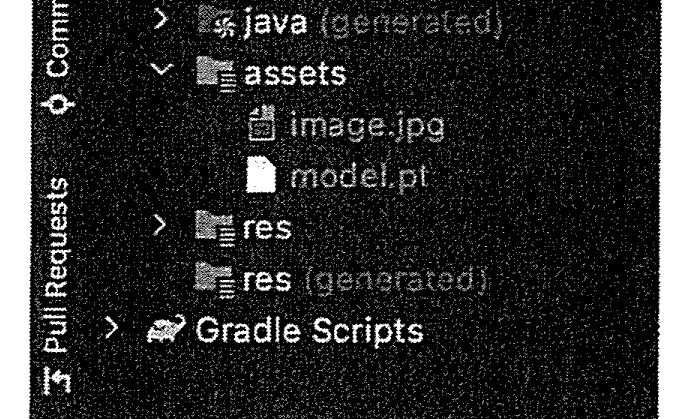 java (generated)
assets
image.jpg
model.pt
res
res (generated)
Gradle Scripts
Comm
Pull Requests